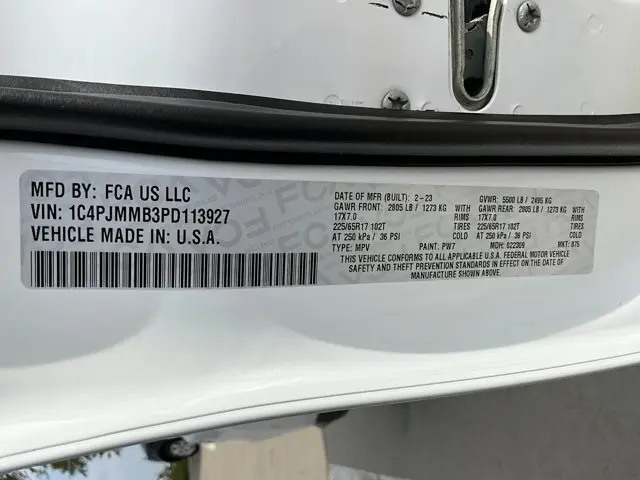 MFD BY: FCA US LLC
VIN: 1C4PJMMB3PD113927
VEHICLE MADE IN: U.S.A.
DATE OF MFR (BUILT): 2-23 GVWR: 5500 LB / 2495 KG
GAWR FRONT: 2805 LB / 1273 KG WITH GAWR REAR: 2805 LB / 1273 KG WITH
17X7.0 RIMS 17X7.0 RIMS
225/65R17 102T TIRES 225/65R17 102T TIRES
AT 250 kPa / 36 PSI COLD AT 250 kPa / 36 PSI COLD
TYPE: MPV PAINT: PW7 MDH: 022309 MKT: 875
THIS VEHICLE CONFORMS TO ALL APPLICABLE U.S.A. FEDERAL MOTOR VEHICLE
SAFETY AND THEFT PREVENTION STANDARDS IN EFFECT ON THE DATE OF
MANUFACTURE SHOWN ABOVE.